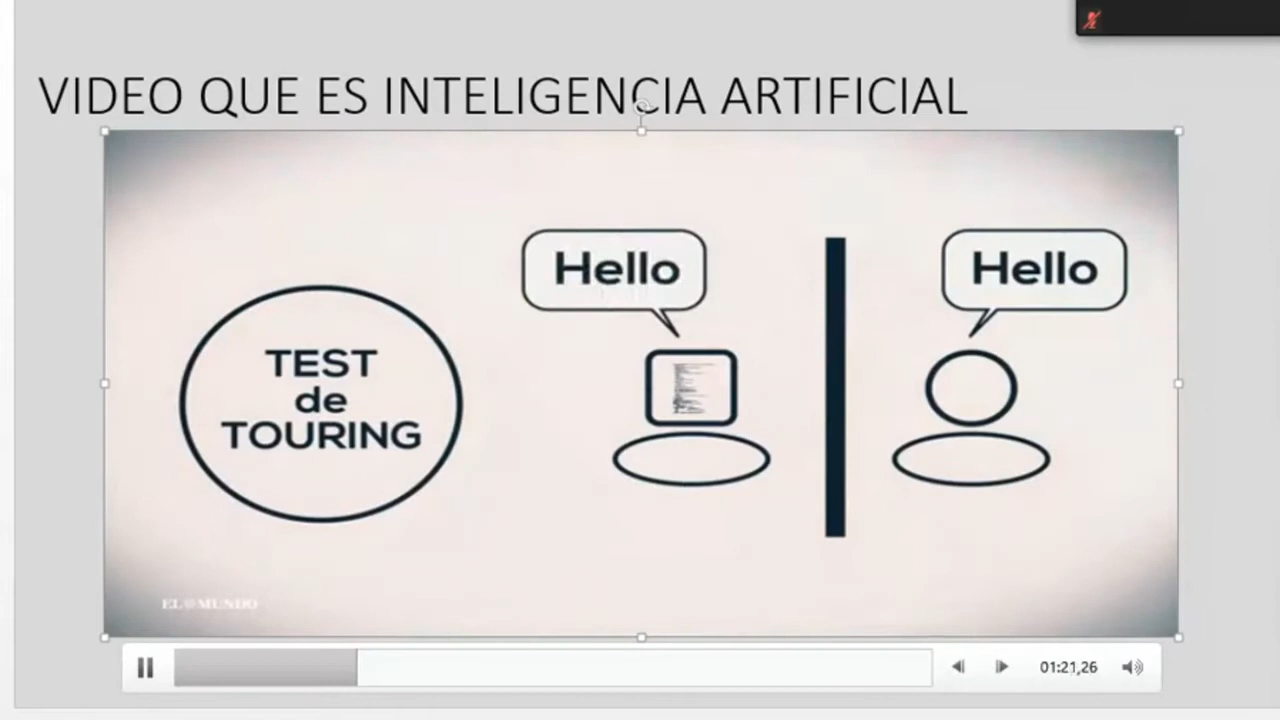 VIDEO QUE ES INTELIGENCIA ARTIFICIAL
Hello
Hello
TEST
de
TOURING
EL MUNDO
01:21,26